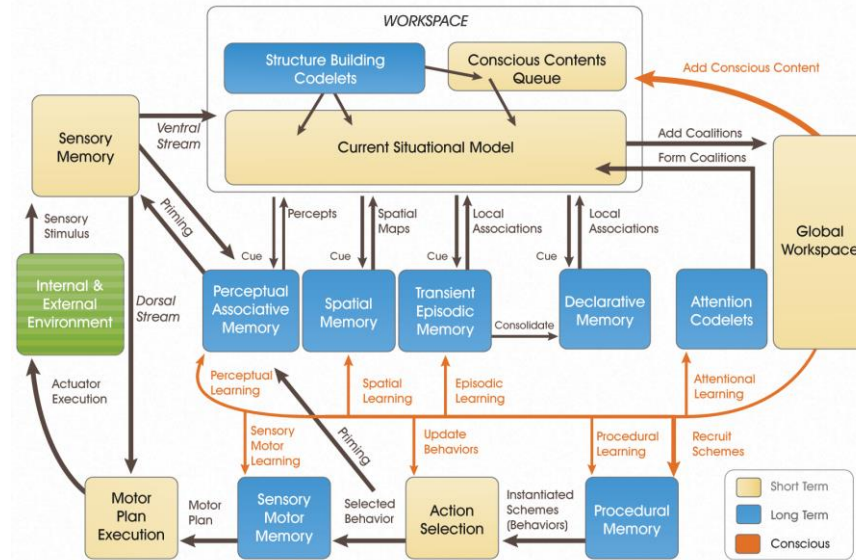 WORKSPACE
Structure Building
Codelets
Conscious Contents
Queue
Add Conscious Content
Sensory
Memory
Ventral
Stream
Current Situational Model
Add Coalitions
Form Coalitions
Global
Workspace
Sensory
Stimulus
Priming
Cue
Percepts
Cue
Spatial
Maps
Cue
Local
Associations
Cue
Local
Associations
Internal &
External
Environment
Dorsal
Stream
Perceptual
Associative
Memory
Spatial
Memory
Transient
Episodic
Memory
Consolidate
Declarative
Memory
Attention
Codelets
Actuator
Execution
Perceptual
Learning
Spatial
Learning
Episodic
Learning
Attentional
Learning
Sensory
Motor
Learning
Priming
Update
Behaviors
Procedural
Learning
Recruit
Schemes
Motor
Plan
Execution
Motor
Plan
Sensory
Motor
Memory
Selected
Behavior
Action
Selection
Instantiated
Schemes
(Behaviors)
Procedural
Memory
Short Term
Long Term
Conscious